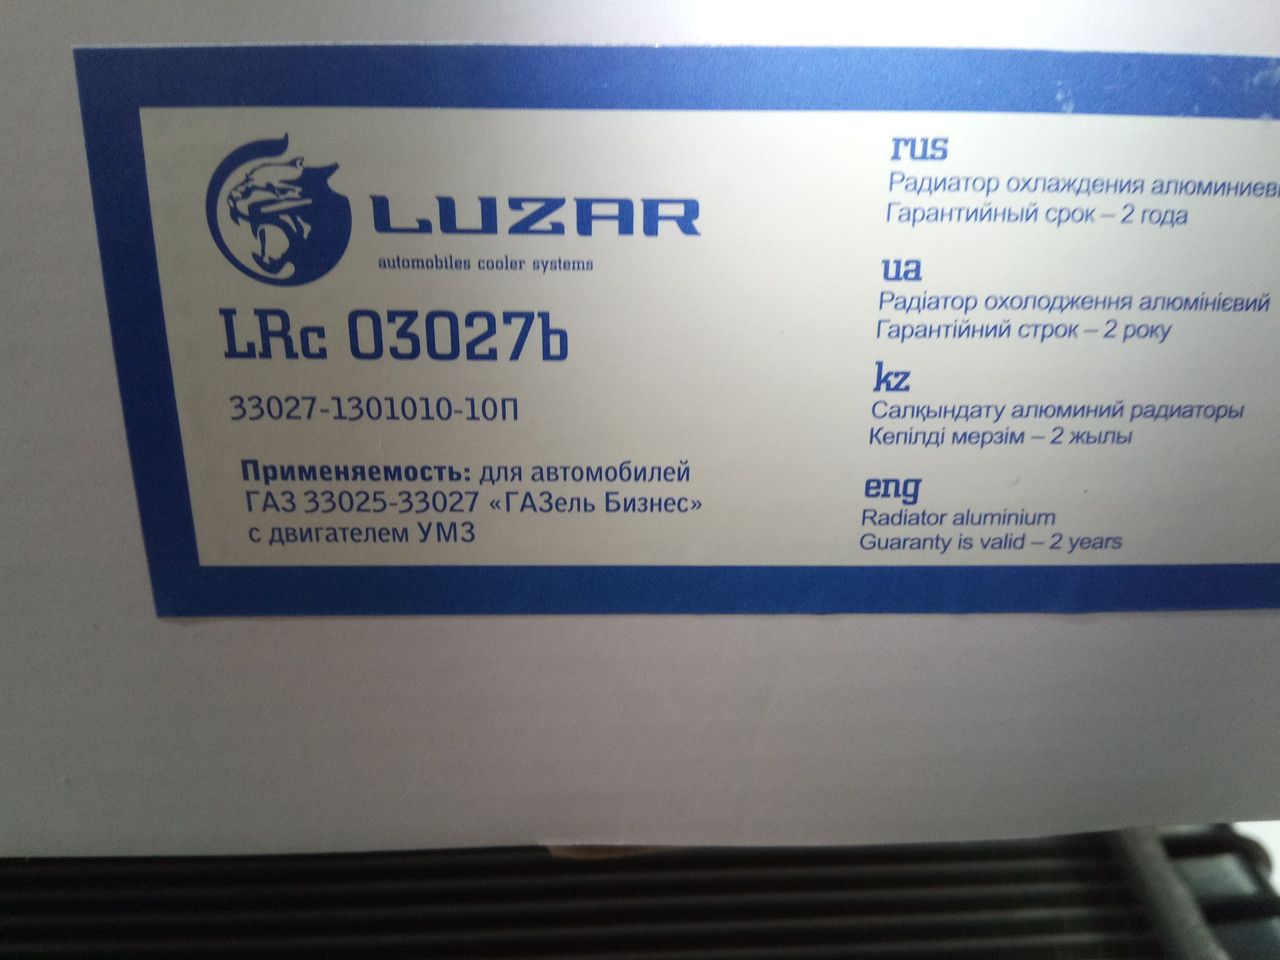 LUZAR
automobiles cooler systems
LRc 03027b
33027-1301010-10П
Применяемость: для автомобилей
ГАЗ 33025-33027 «ГАЗель Бизнес»
с двигателем УМЗ
rus
Радиатор охлаждения
Гарантийный срок – 2 года
ua
Радіатор охолодження алюмінієвий
Гарантійний строк – 2 року
kz
Салқындату алюминий радиаторы
Кепілді мерзім – 2 жылы
eng
Radiator aluminium
Guaranty is valid – 2 years